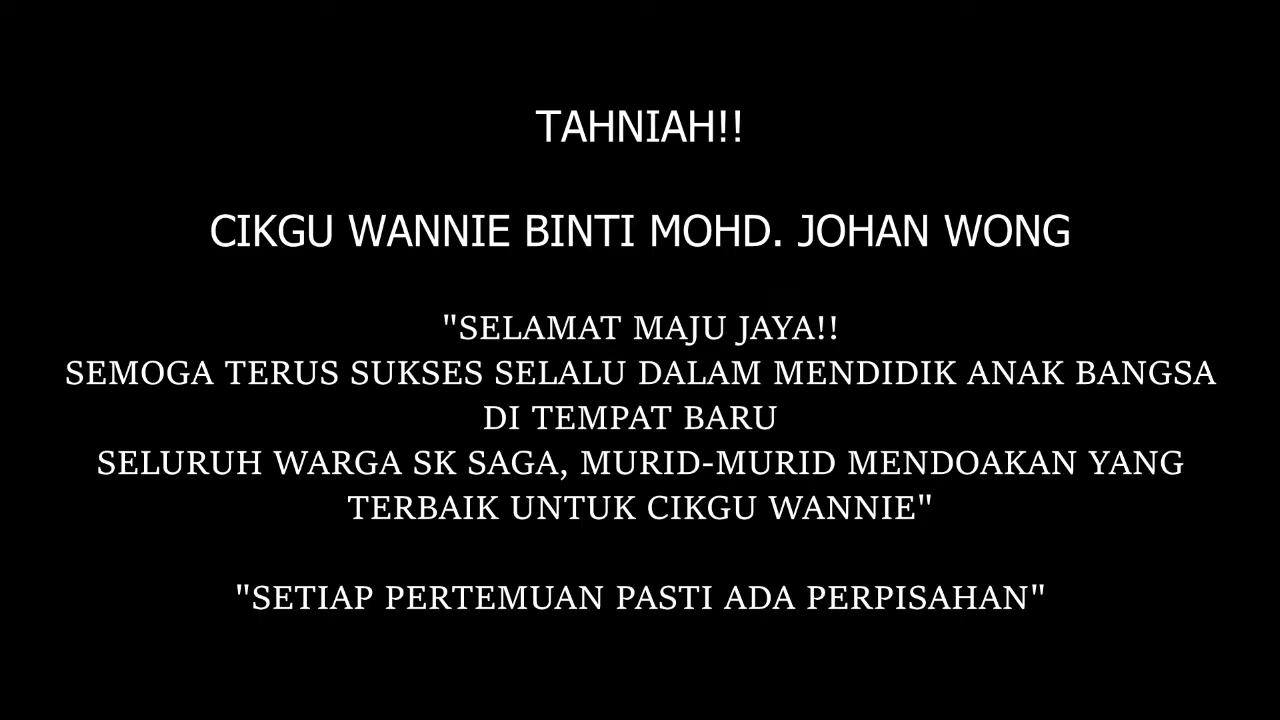 TAHNIAH!!
CIKGU WANNIE BINTI MOHD. JOHAN WONG
"SELAMAT MAJU JAYA!!
SEMOGA TERUS SUKSES SELALU DALAM MENDIDIK ANAK BANGSA
DI TEMPAT BARU
SELURUH WARGA SK SAGA, MURID-MURID MENDOAKAN YANG
TERBAIK UNTUK CIKGU WANNIE"
"SETIAP PERTEMUAN PASTI ADA PERPISAHAN"